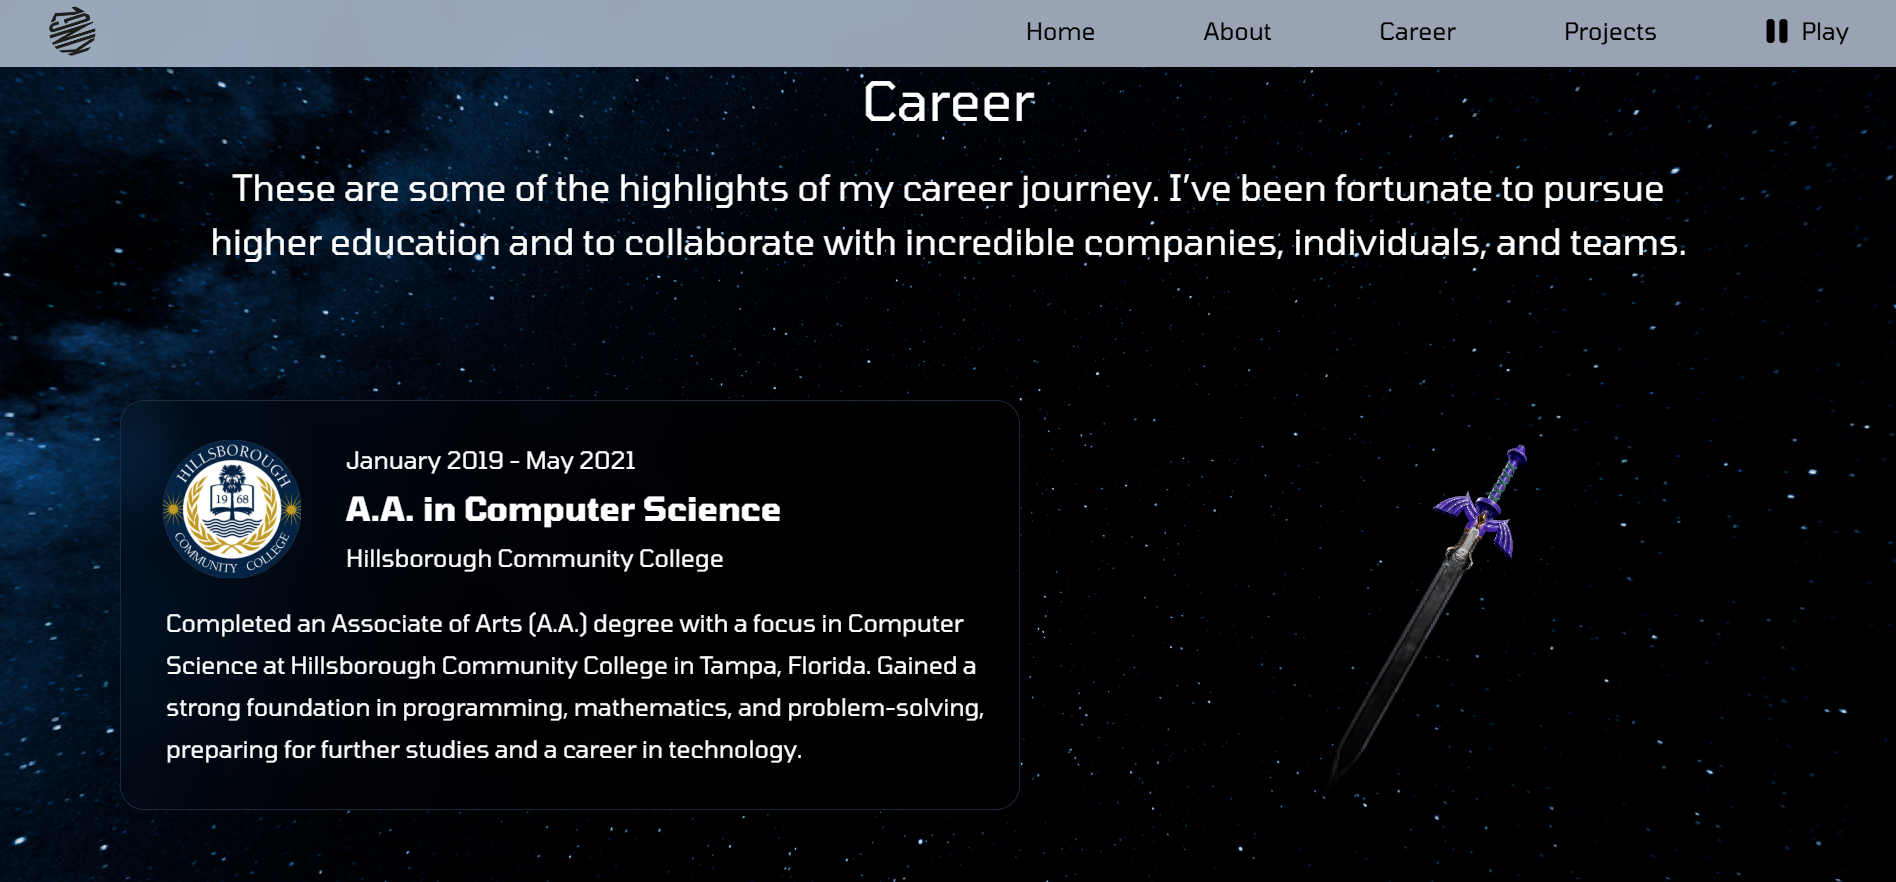 Home About Career Projects Play
Career
These are some of the highlights of my career journey. I've been fortunate to pursue
higher education and to collaborate with incredible companies, individuals, and teams.
HILLSBOROUGH
19 68
COMMUNITY COLLEGE
January 2019 - May 2021
A.A. in Computer Science
Hillsborough Community College
Completed an Associate of Arts (A.A.) degree with a focus in Computer
Science at Hillsborough Community College in Tampa, Florida. Gained a
strong foundation in programming, mathematics, and problem-solving,
preparing for further studies and a career in technology.